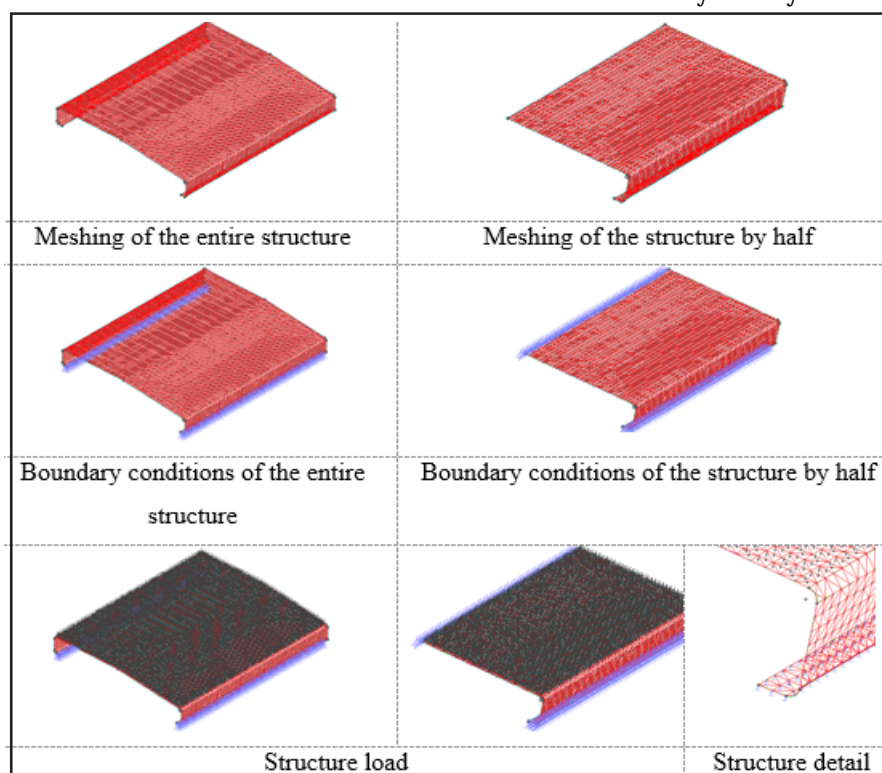 Meshing of the entire structure
Meshing of the structure by half
Boundary conditions of the entire
structure
Boundary conditions of the structure by half
Structure load
Structure detail